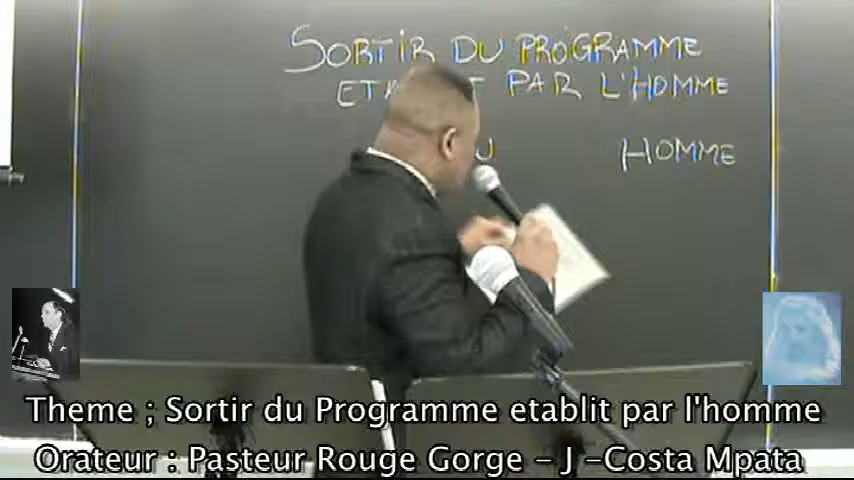 SORTIR DU PROGRAMME
PAR L'HOMME
HOMME
Theme ; Sortir du Programme etablit par l'homme
Orateur : Pasteur Rouge Gorge - J -Costa Mpata